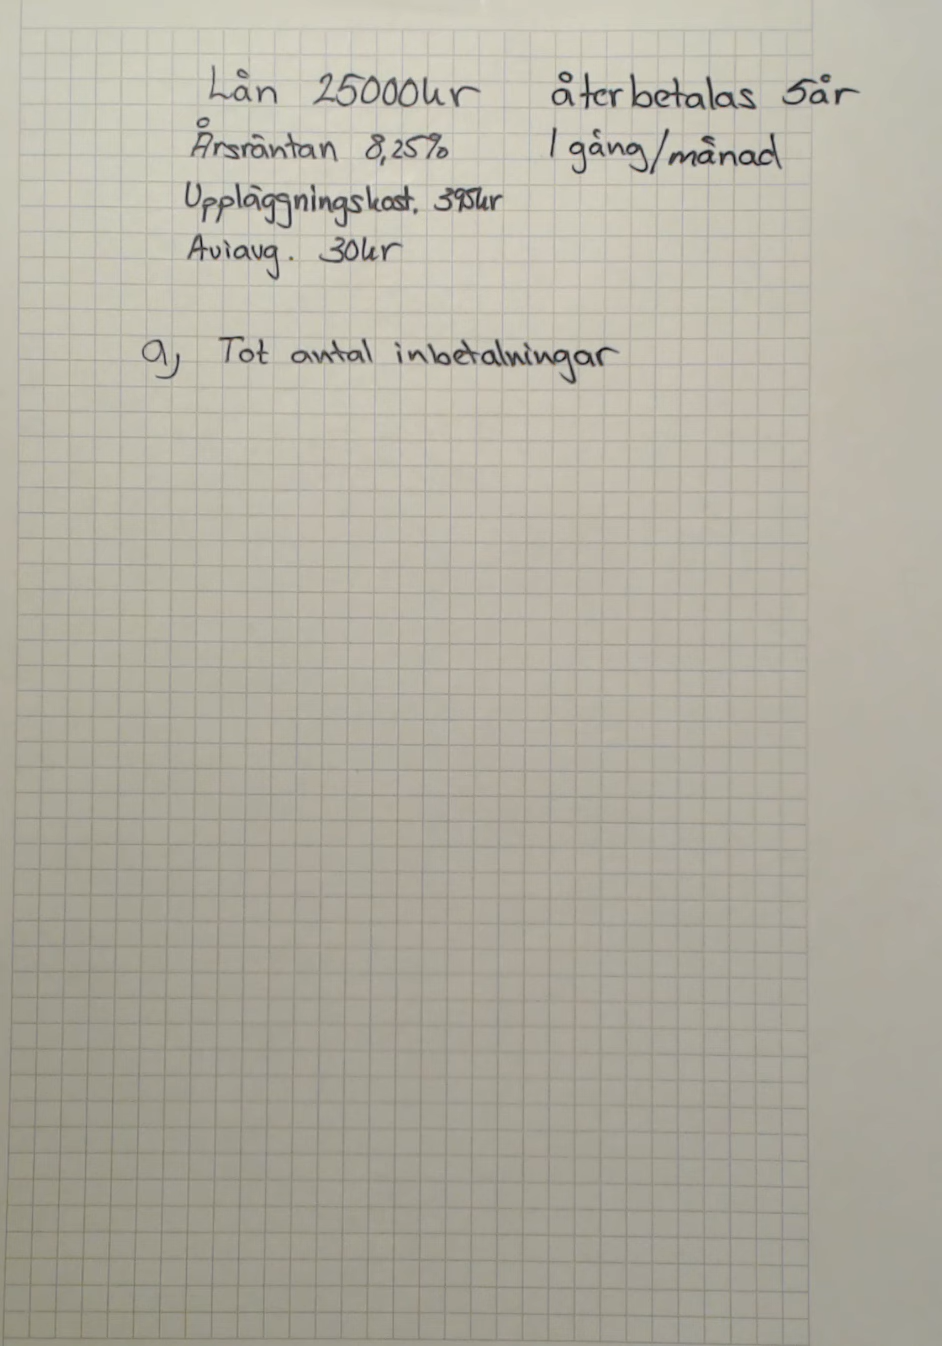 Lån 25000kr återbetalas 5år
Årsräntan 8,25% 1 gång/månad
Uppläggningskost. 395kr
Aviavg. 30kr
a) Tot antal inbetalningar